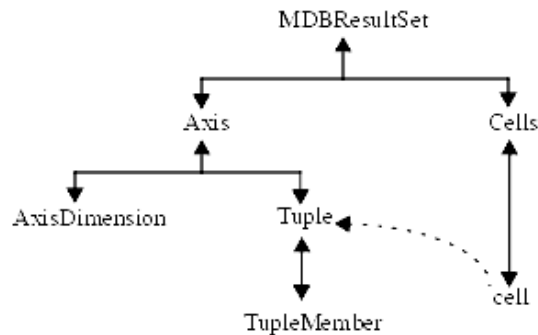 MDBResultSet
Axis
Cells
AxisDimension
Tuple
cell
TupleMember